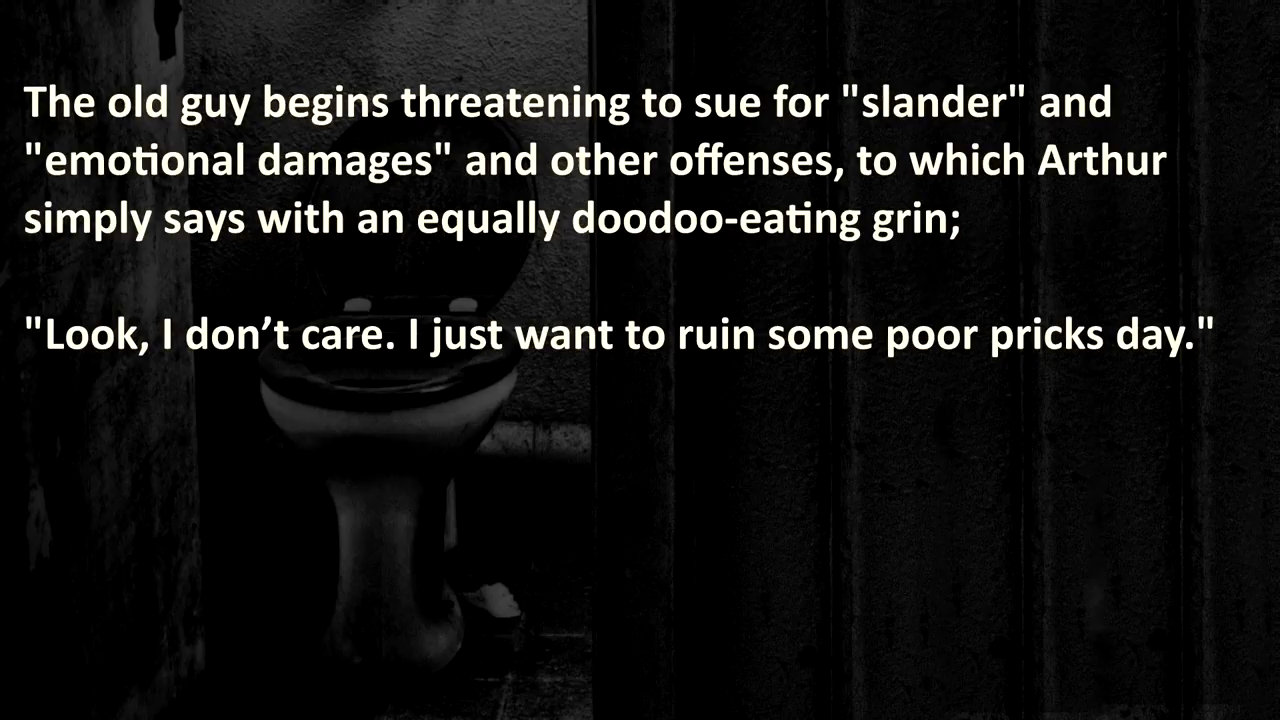 The old guy begins threatening to sue for "slander" and
"emotional damages" and other offenses, to which Arthur
simply says with an equally doodoo-eating grin;
"Look, I don’t care. I just want to ruin some poor pricks day."